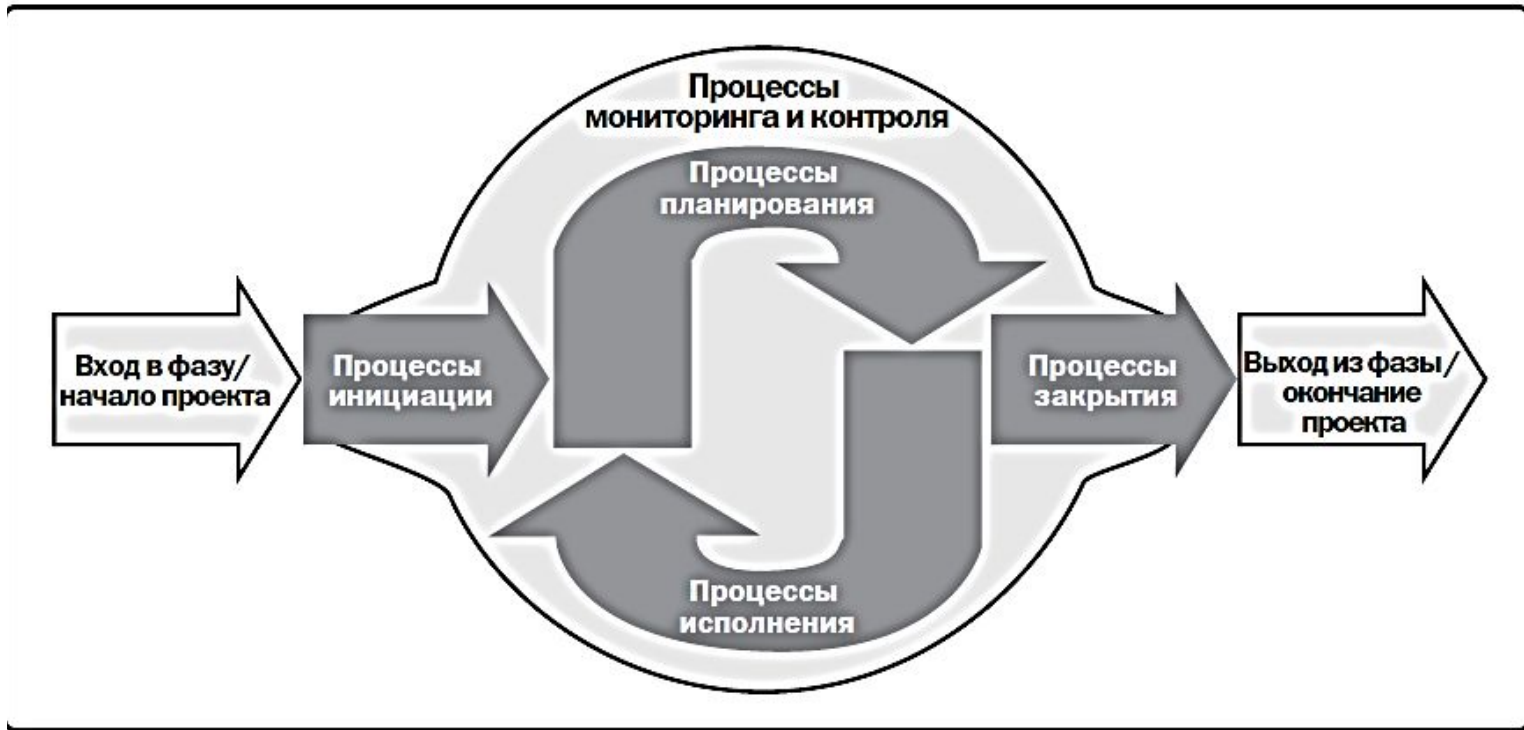 Процессы
мониторинга и контроля
Процессы
планирования
Вход в фазу/
начало проекта
Процессы
инициации
Процессы
закрытия
Выход из фазы/
окончание
проекта
Процессы
исполнения